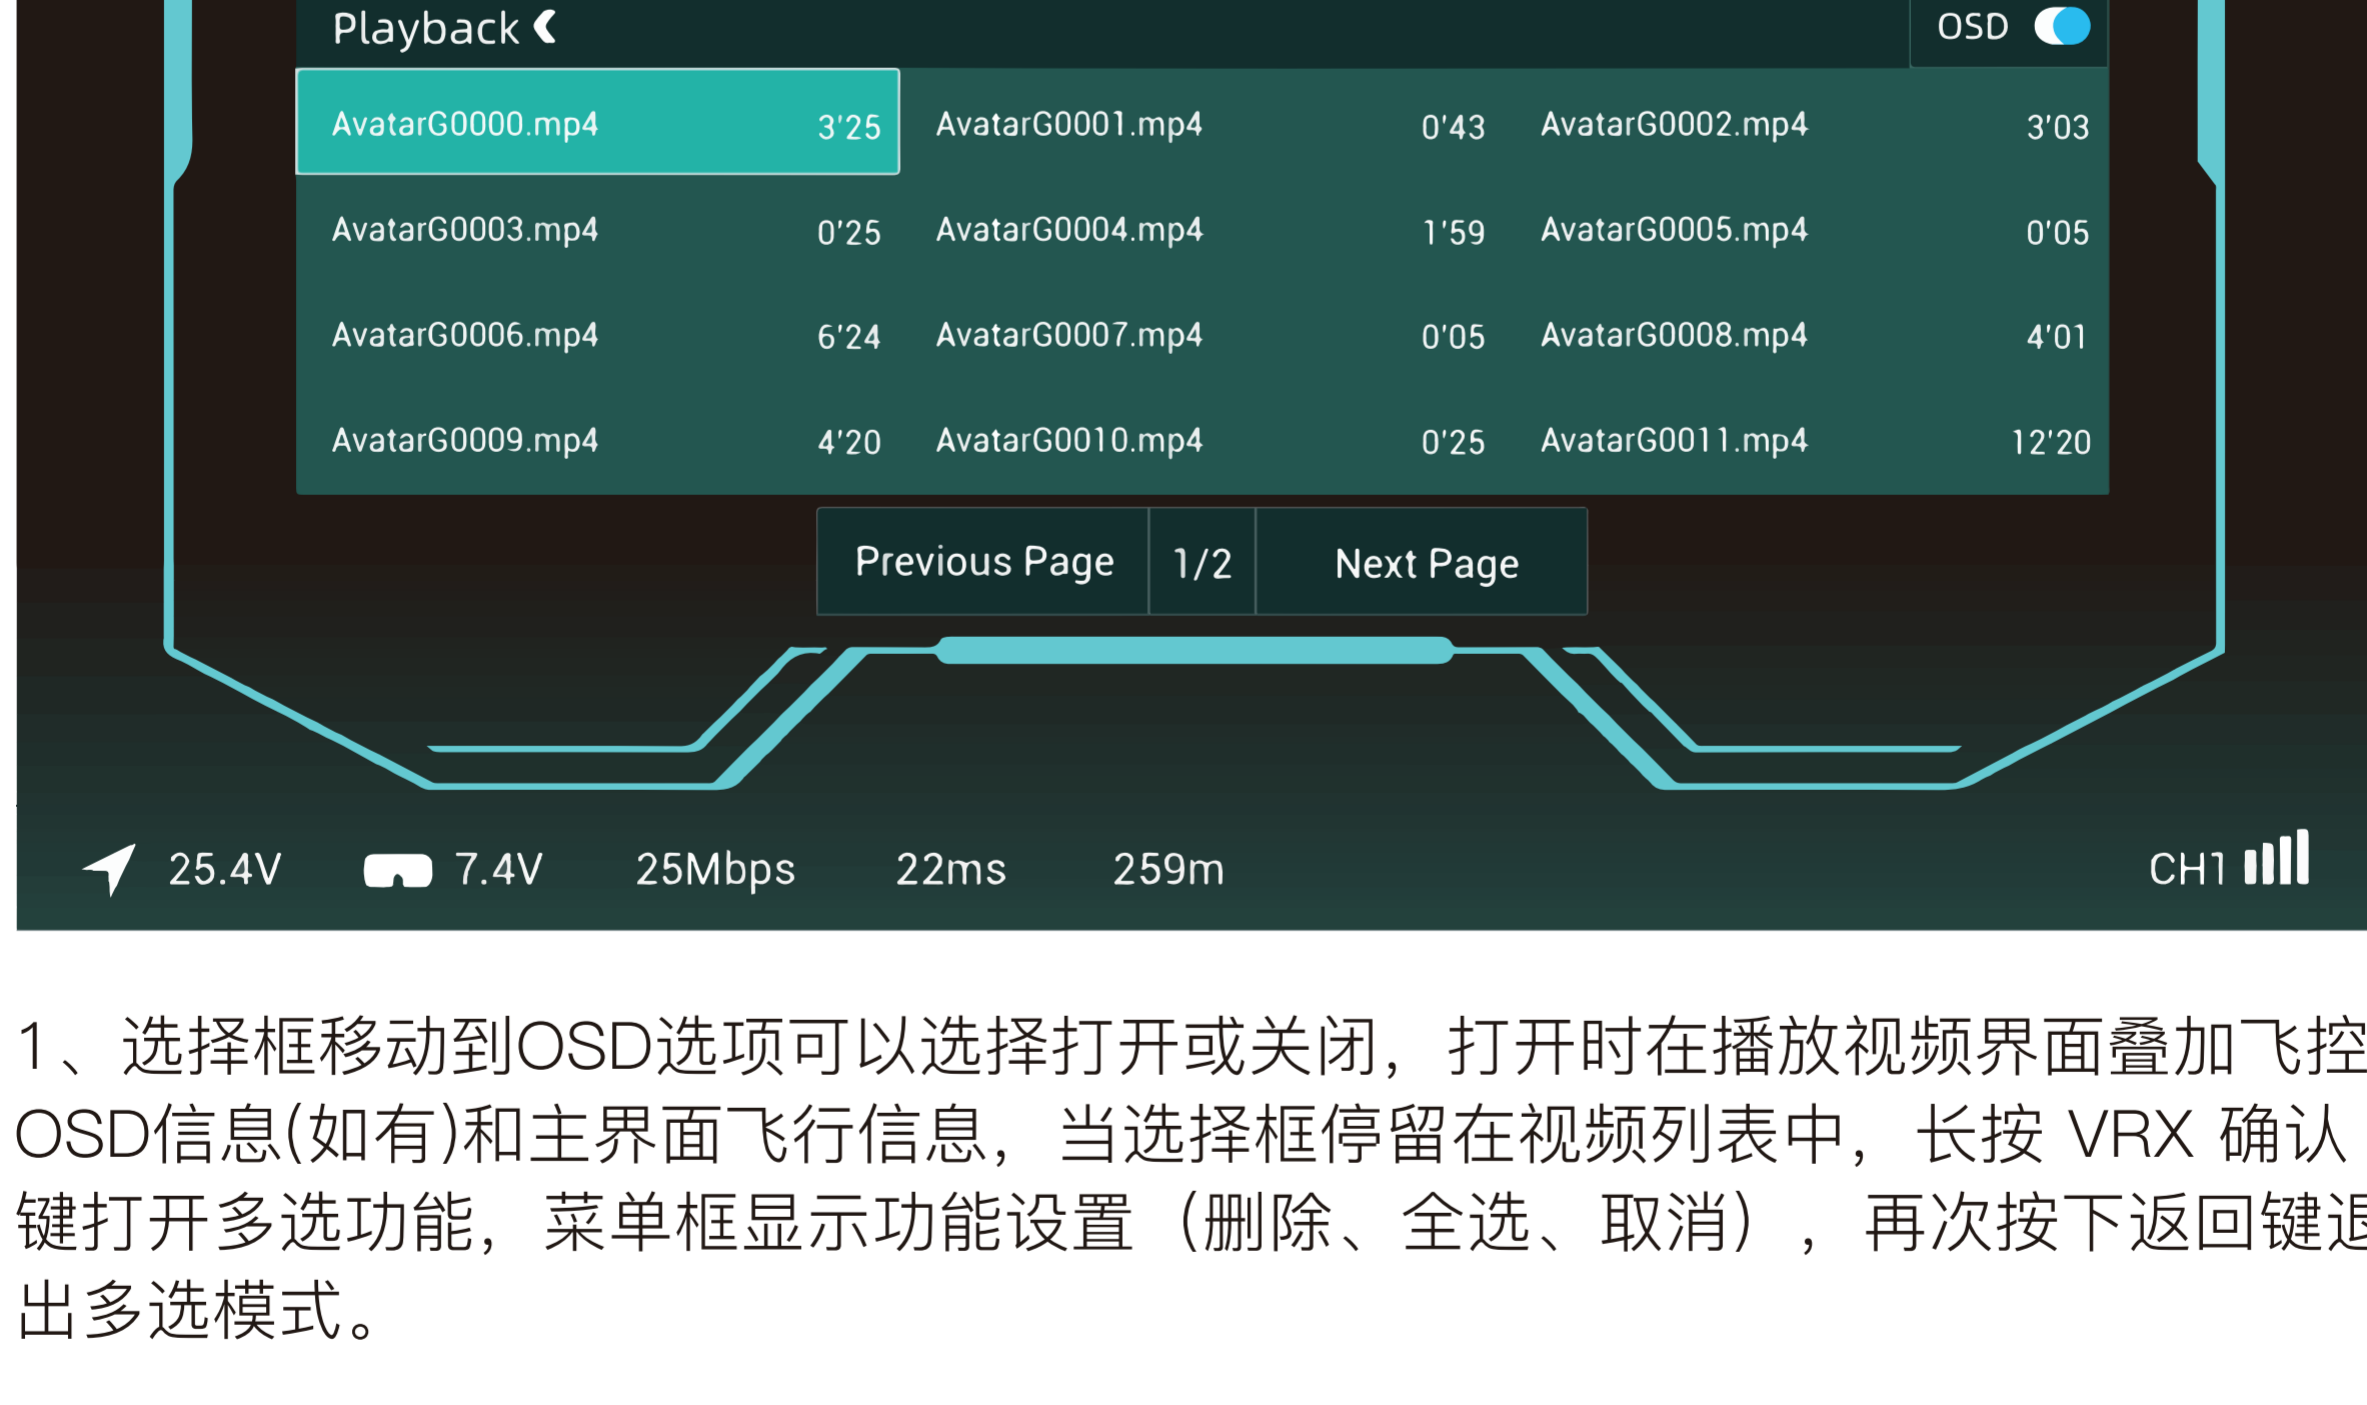 Playback OSD
AvatarG0000.mp4 3'25 AvatarG0001.mp4 0'43 AvatarG0002.mp4 3'03
AvatarG0003.mp4 0'25 AvatarG0004.mp4 1'59 AvatarG0005.mp4 0'05
AvatarG0006.mp4 6'24 AvatarG0007.mp4 0'05 AvatarG0008.mp4 4'01
AvatarG0009.mp4 4'20 AvatarG0010.mp4 0'25 AvatarG0011.mp4 12'20
Previous Page 1/2 Next Page
25.4V 7.4V 25Mbps 22ms 259m CH1
1、选择框移动到OSD选项可以选择打开或关闭，打开时在播放视频界面叠加飞控
OSD信息(如有)和主界面飞行信息，当选择框停留在视频列表中，长按 VRX 确认
键打开多选功能，菜单框显示功能设置（删除、全选、取消），再次按下返回键退
出多选模式。